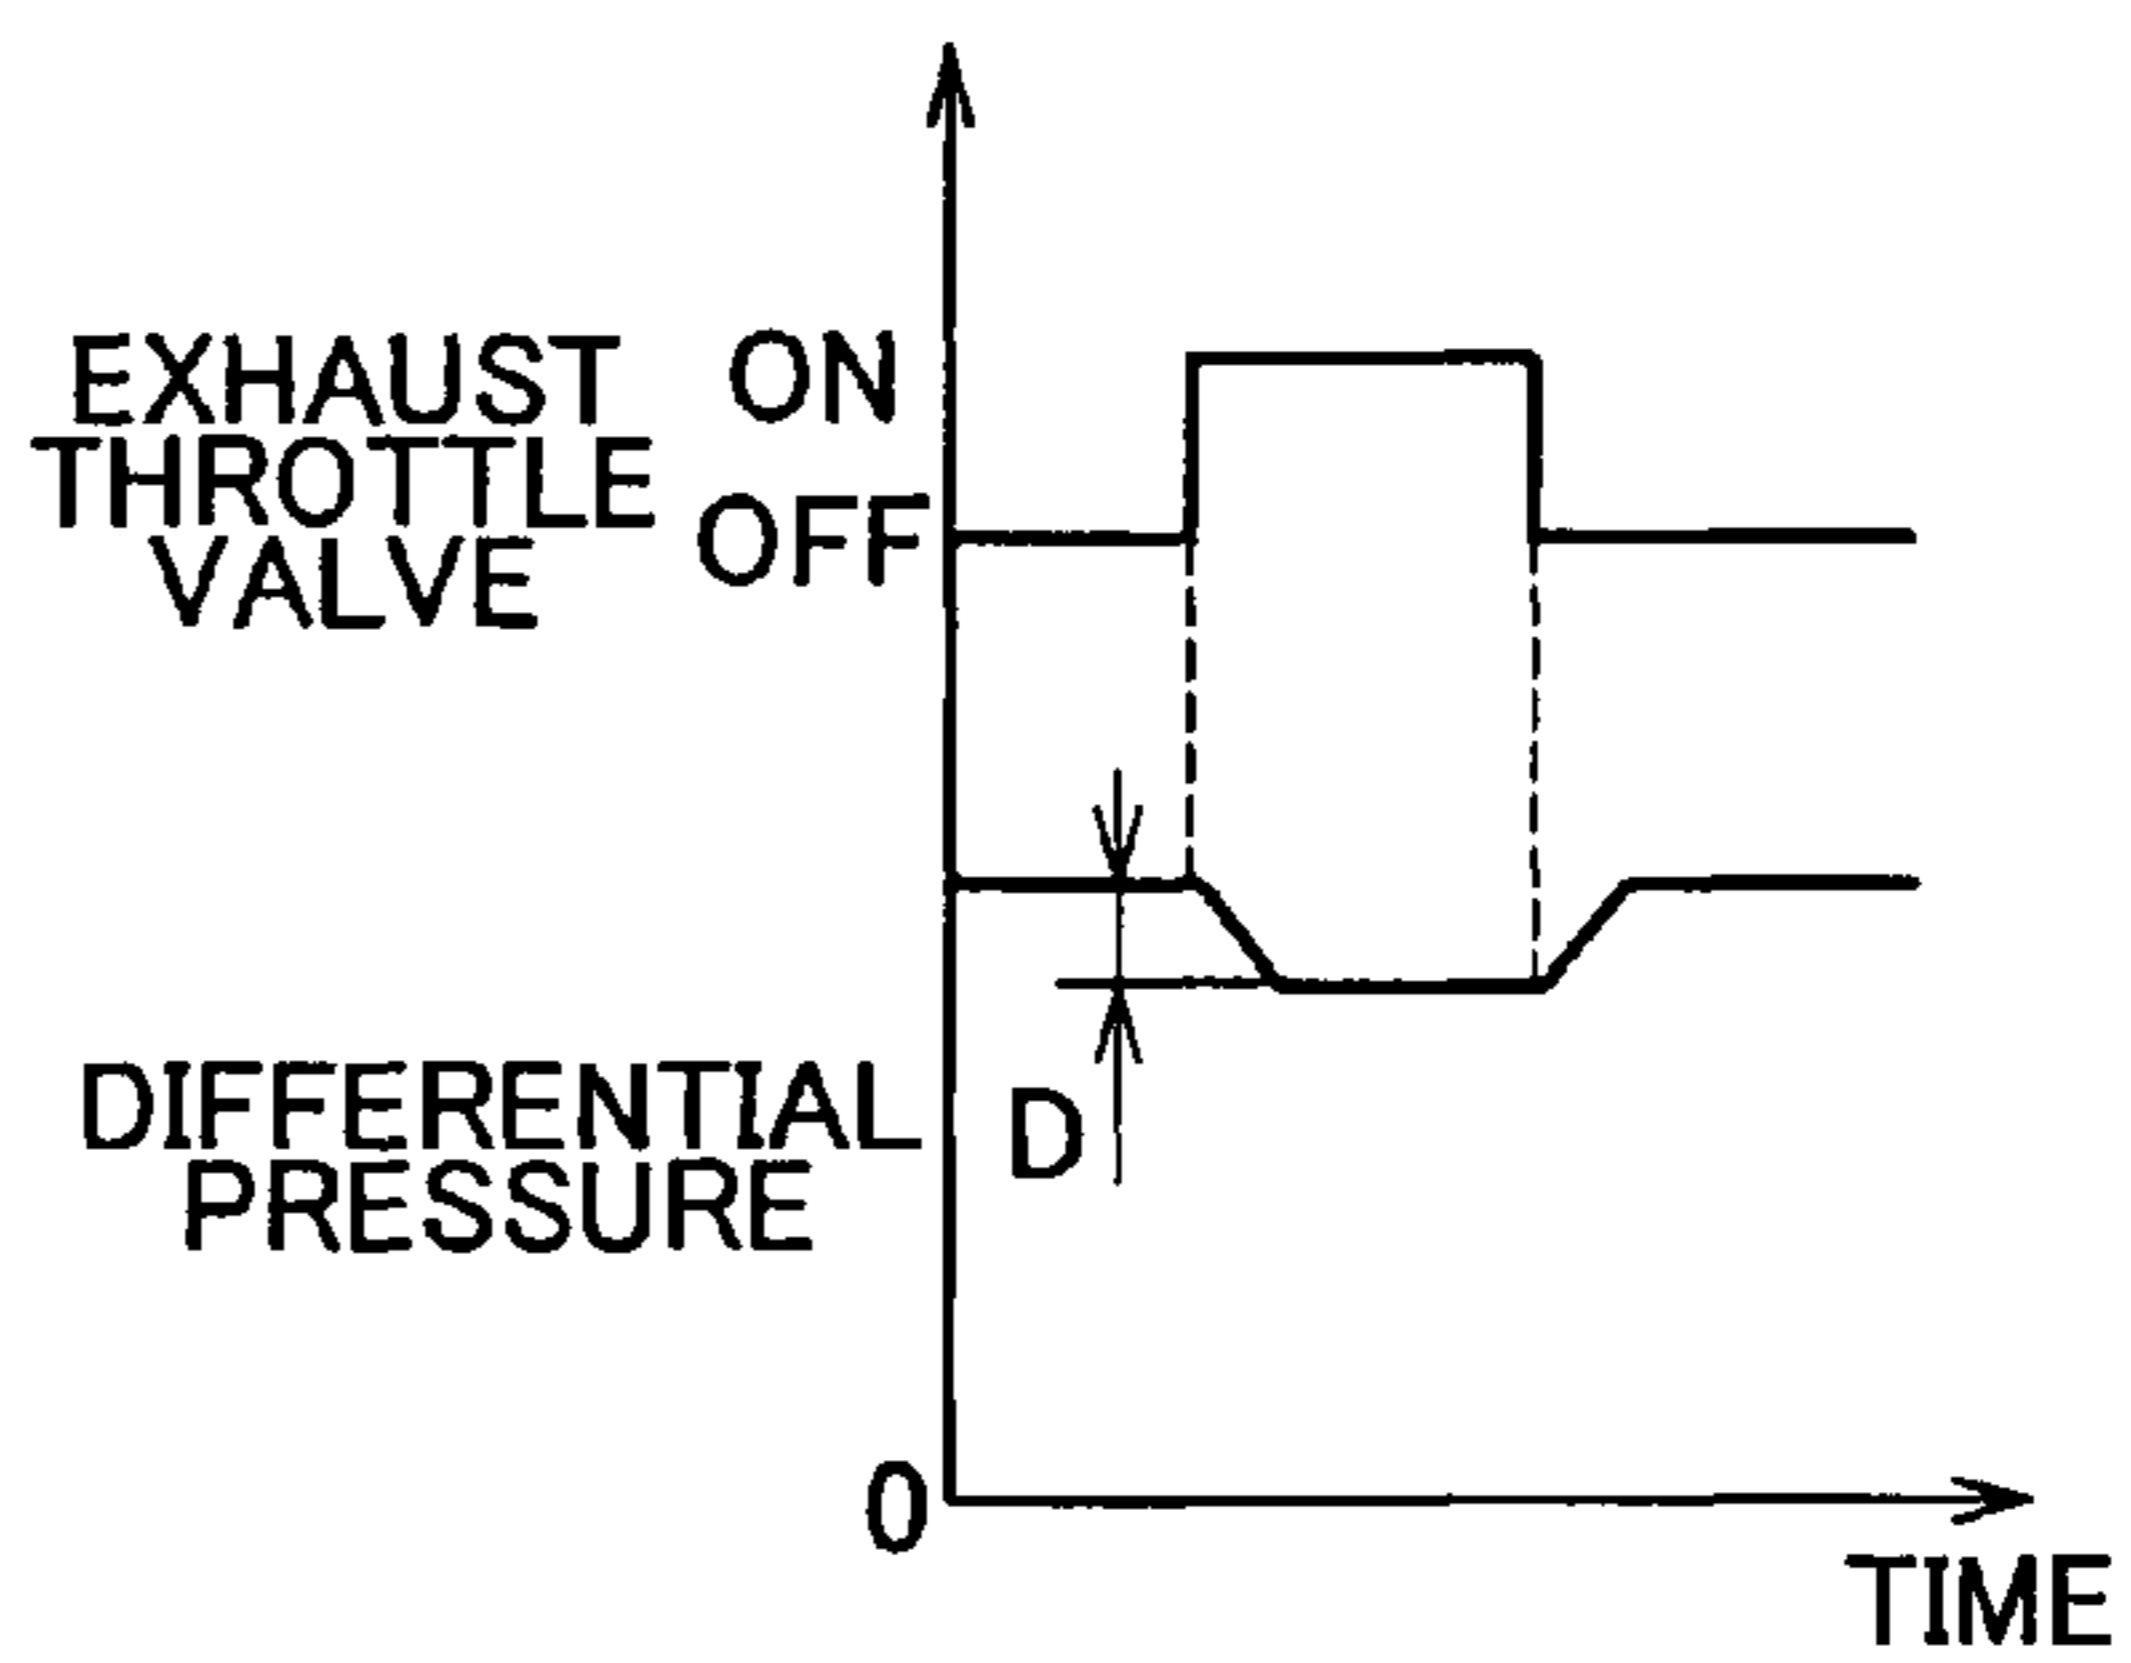 EXHAUST
THROTTLE
VALVE
ON
OFF
DIFFERENTIAL
PRESSURE
D
0
TIME